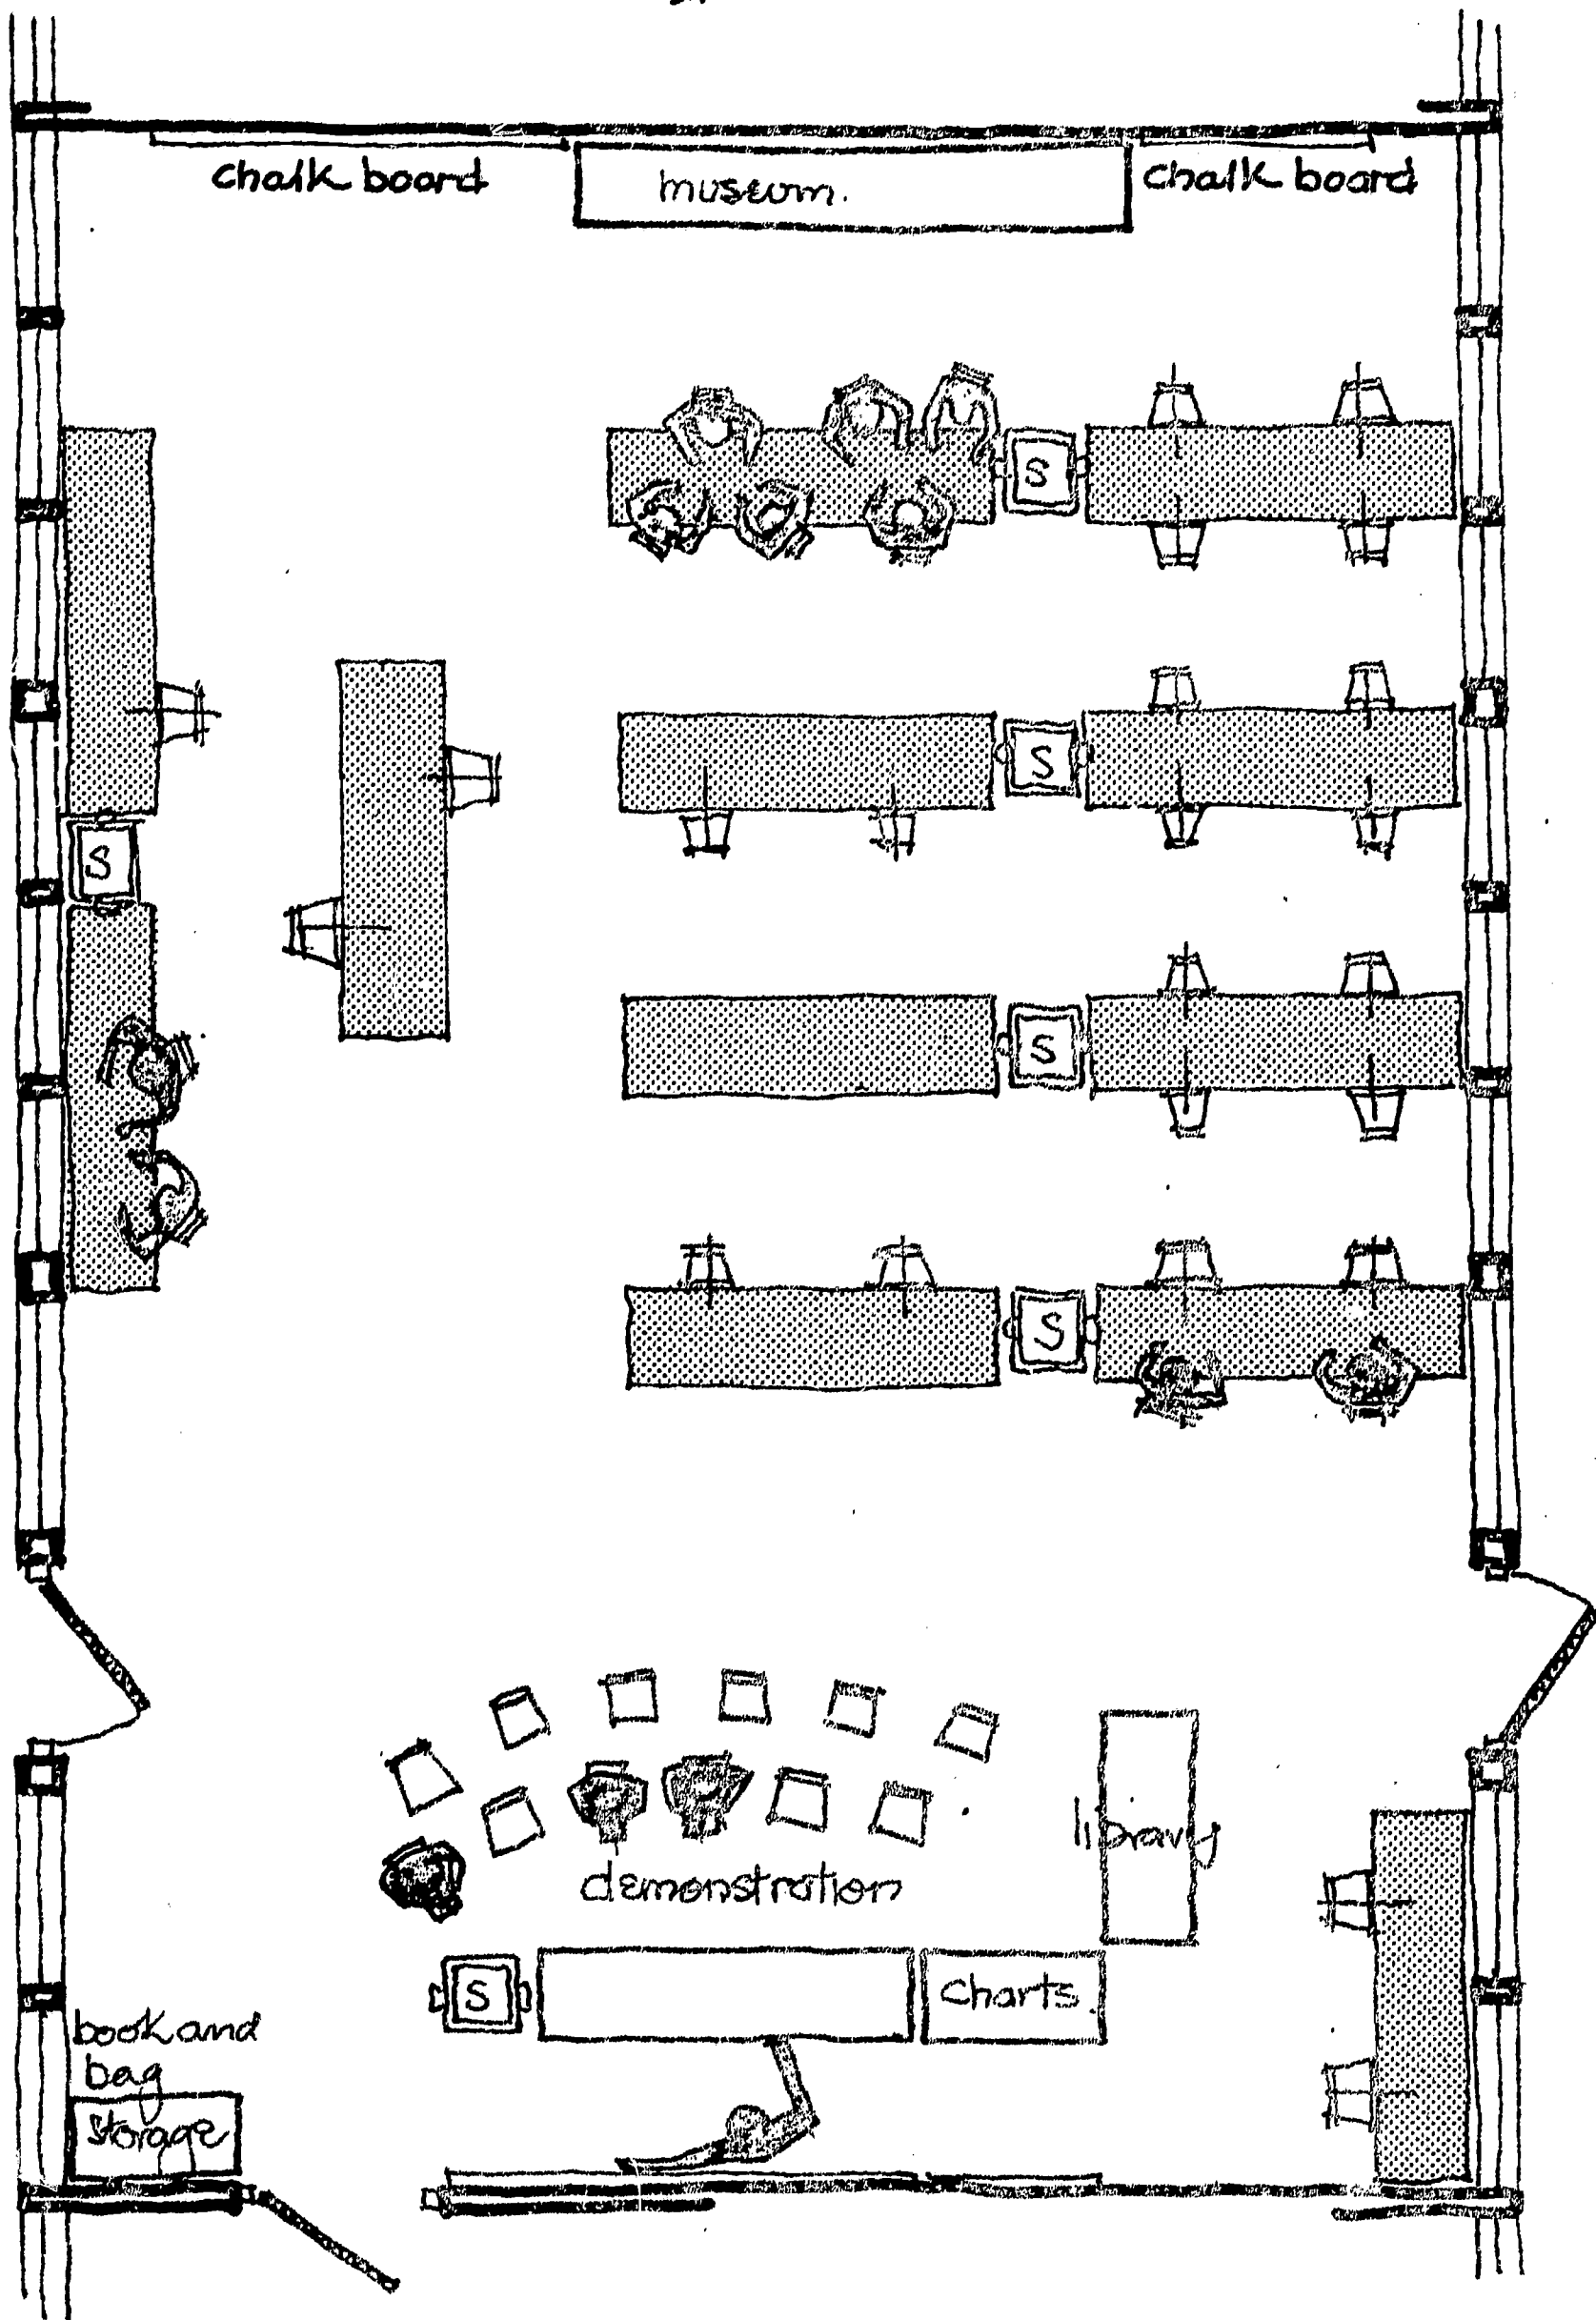 chalk board
museum.
chalk board
S
S
S
S
S
S
demonstration
library
S
charts
book and
bag
storage